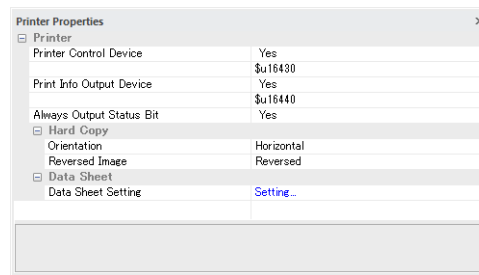 Printer Properties
Printer
Printer Control Device Yes
$u16430
Print Info Output Device Yes
$u16440
Always Output Status Bit Yes
Hard Copy
Orientation Horizontal
Reversed Image Reversed
Data Sheet
Data Sheet Setting Setting...